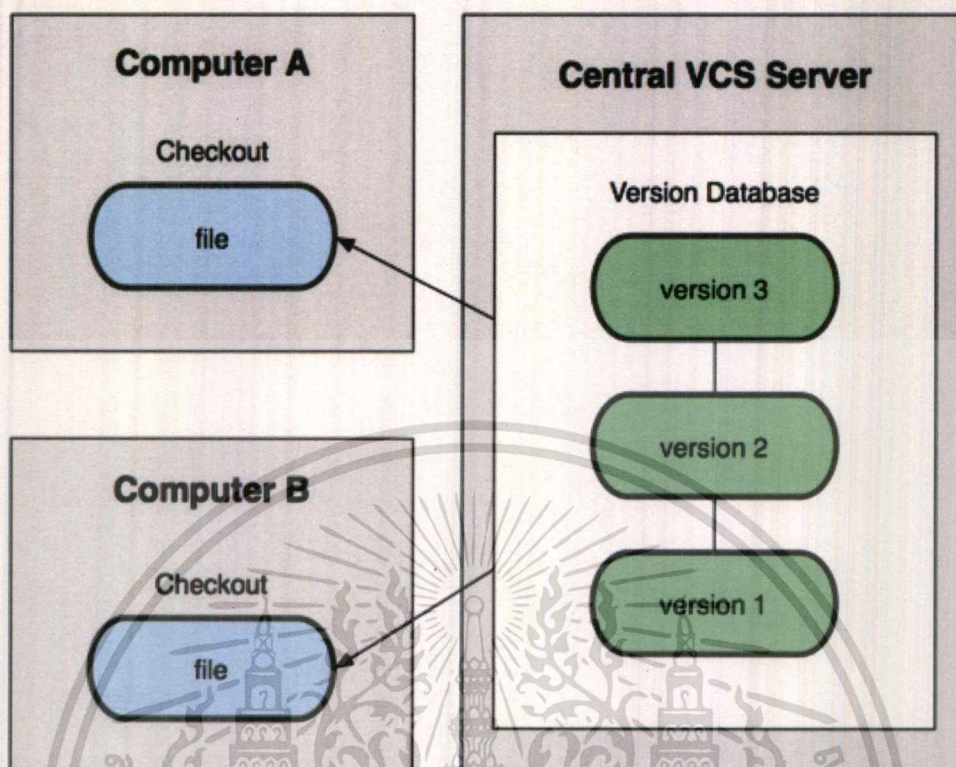 Computer A
Checkout
file
Computer B
Checkout
file
Central VCS Server
Version Database
version 3
version 2
version 1